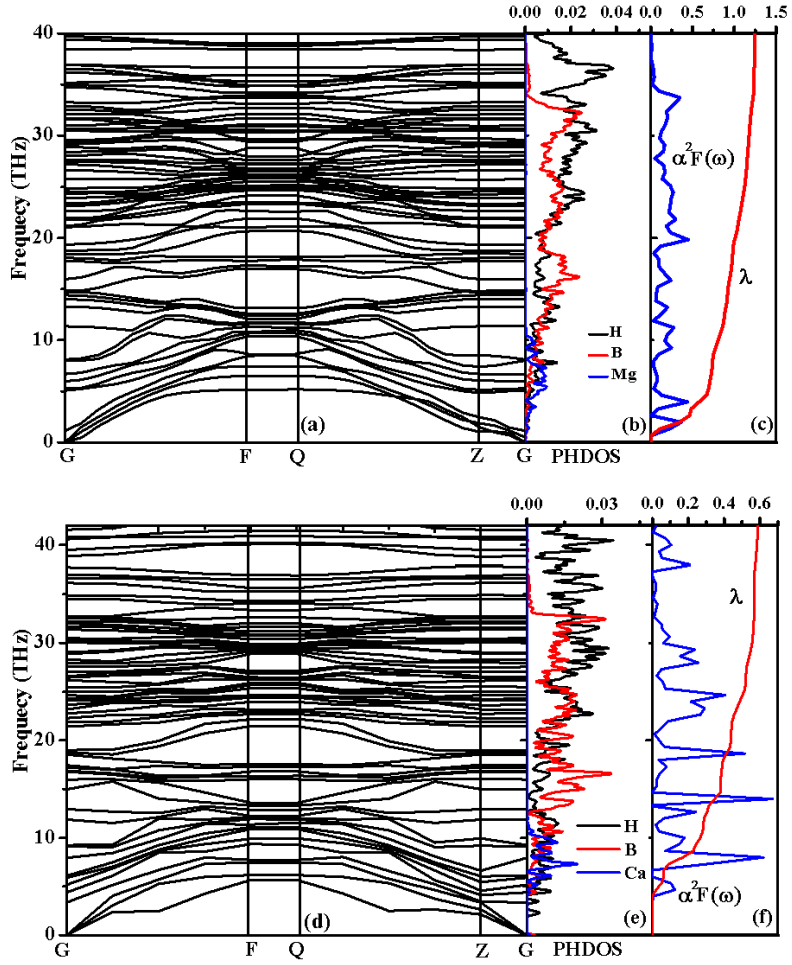 0.00 0.02 0.04 0.0 0.5 1.0 1.5
40
30
20
10
0
Frequecy (THz)
α²F(ω)
λ
H
B
Mg
(a)
(b)
(c)
G F Q Z G PHDOS
0.00 0.03 0.0 0.2 0.4 0.6
40
30
20
10
0
Frequecy (THz)
λ
H
B
Ca
α²F(ω)
(d)
(e)
(f)
G F Q Z G PHDOS